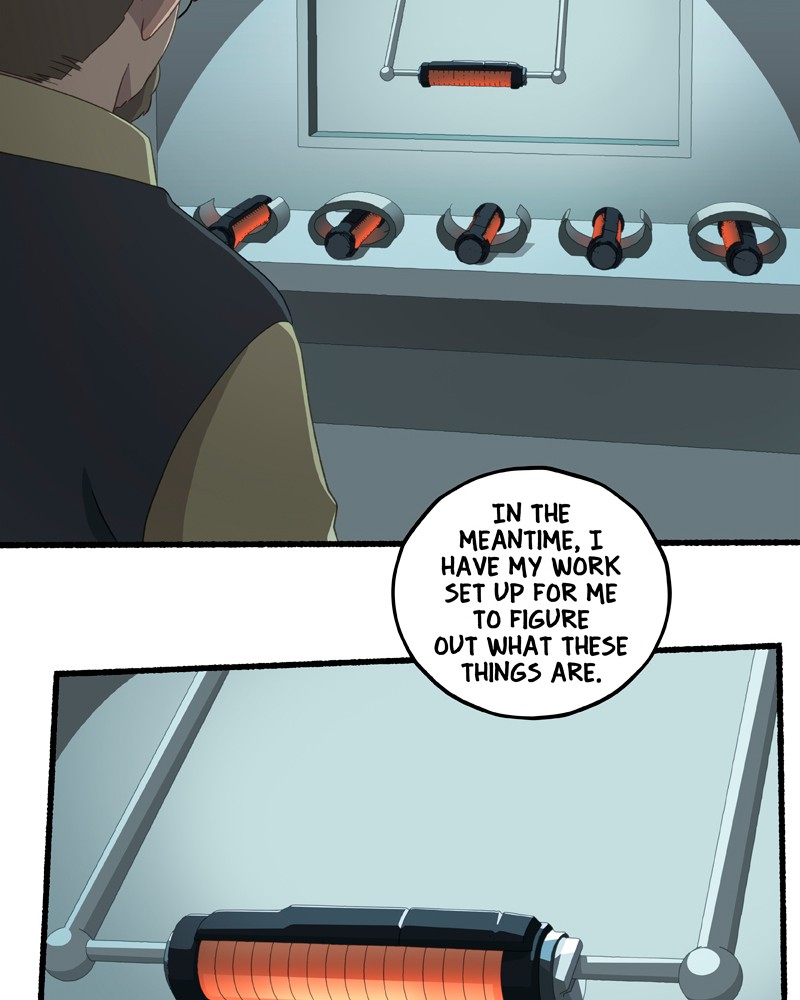 IN THE
MEANTIME, I
HAVE MY WORK
SET UP FOR ME
TO FIGURE
OUT WHAT THESE
THINGS ARE.